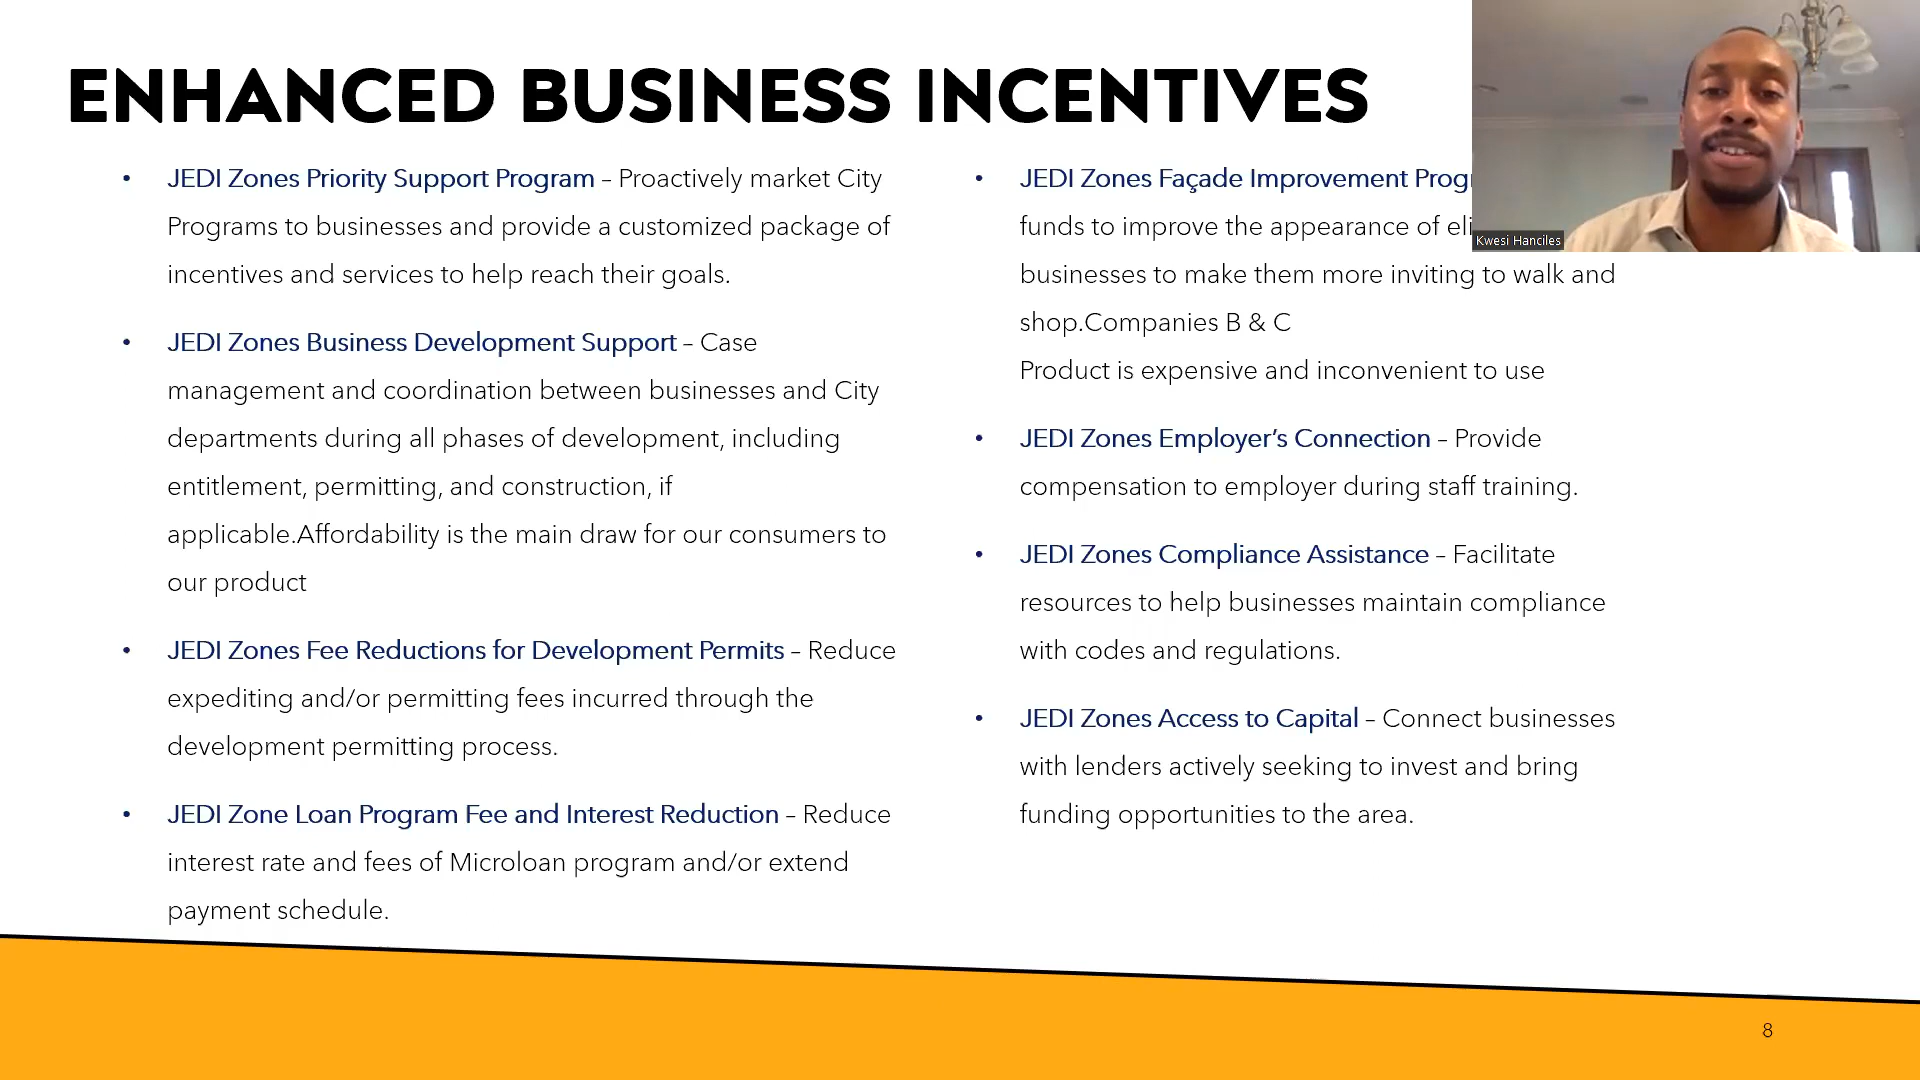 ENHANCED BUSINESS INCENTIVES
• JEDI Zones Priority Support Program – Proactively market City
Programs to businesses and provide a customized package of
incentives and services to help reach their goals.
• JEDI Zones Business Development Support – Case
management and coordination between businesses and City
departments during all phases of development, including
entitlement, permitting, and construction, if
applicable.Affordability is the main draw for our consumers to
our product
• JEDI Zones Fee Reductions for Development Permits – Reduce
expediting and/or permitting fees incurred through the
development permitting process.
• JEDI Zone Loan Program Fee and Interest Reduction – Reduce
interest rate and fees of Microloan program and/or extend
payment schedule.
• JEDI Zones Façade Improvement
funds to improve the appearance of
businesses to make them more inviting to walk and
shop.Companies B & C
Product is expensive and inconvenient to use
• JEDI Zones Employer’s Connection – Provide
compensation to employer during staff training.
• JEDI Zones Compliance Assistance – Facilitate
resources to help businesses maintain compliance
with codes and regulations.
• JEDI Zones Access to Capital – Connect businesses
with lenders actively seeking to invest and bring
funding opportunities to the area.
Kwesi Hanciles
8